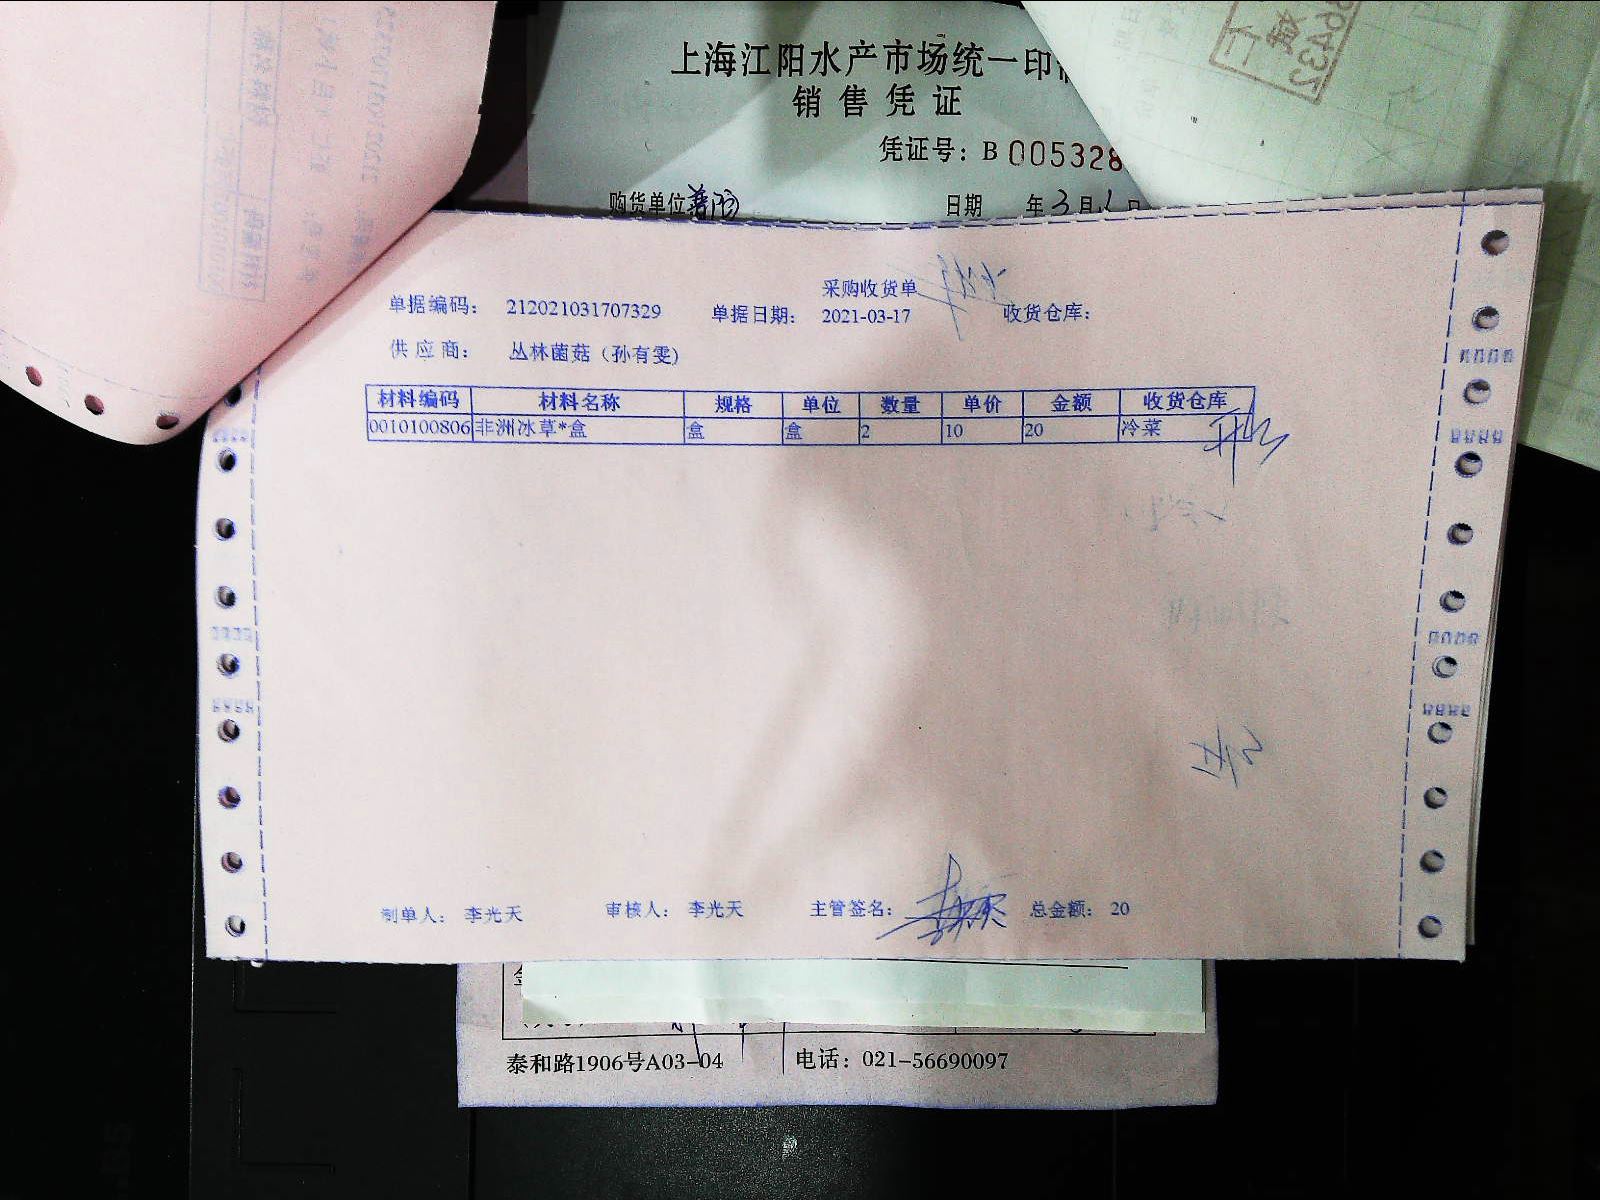 上海江阳水产市场统一印
销售凭证
凭证号：B 005328
购货单位
日期 年3月1日
采购收货单
单据编码： 212021031707329 单据日期： 2021-03-17 收货仓库：
供应商： 丛林菌菇（孙有雯）
材料编码 材料名称 规格 单位 数量 单价 金额 收货仓库
0010100806 非洲冰草*盒 盒 盒 2 10 20 冷菜
制单人： 李光天 审核人： 李光天 主管签名： 总金额： 20
泰和路1906号A03-04 电话：021-56690097